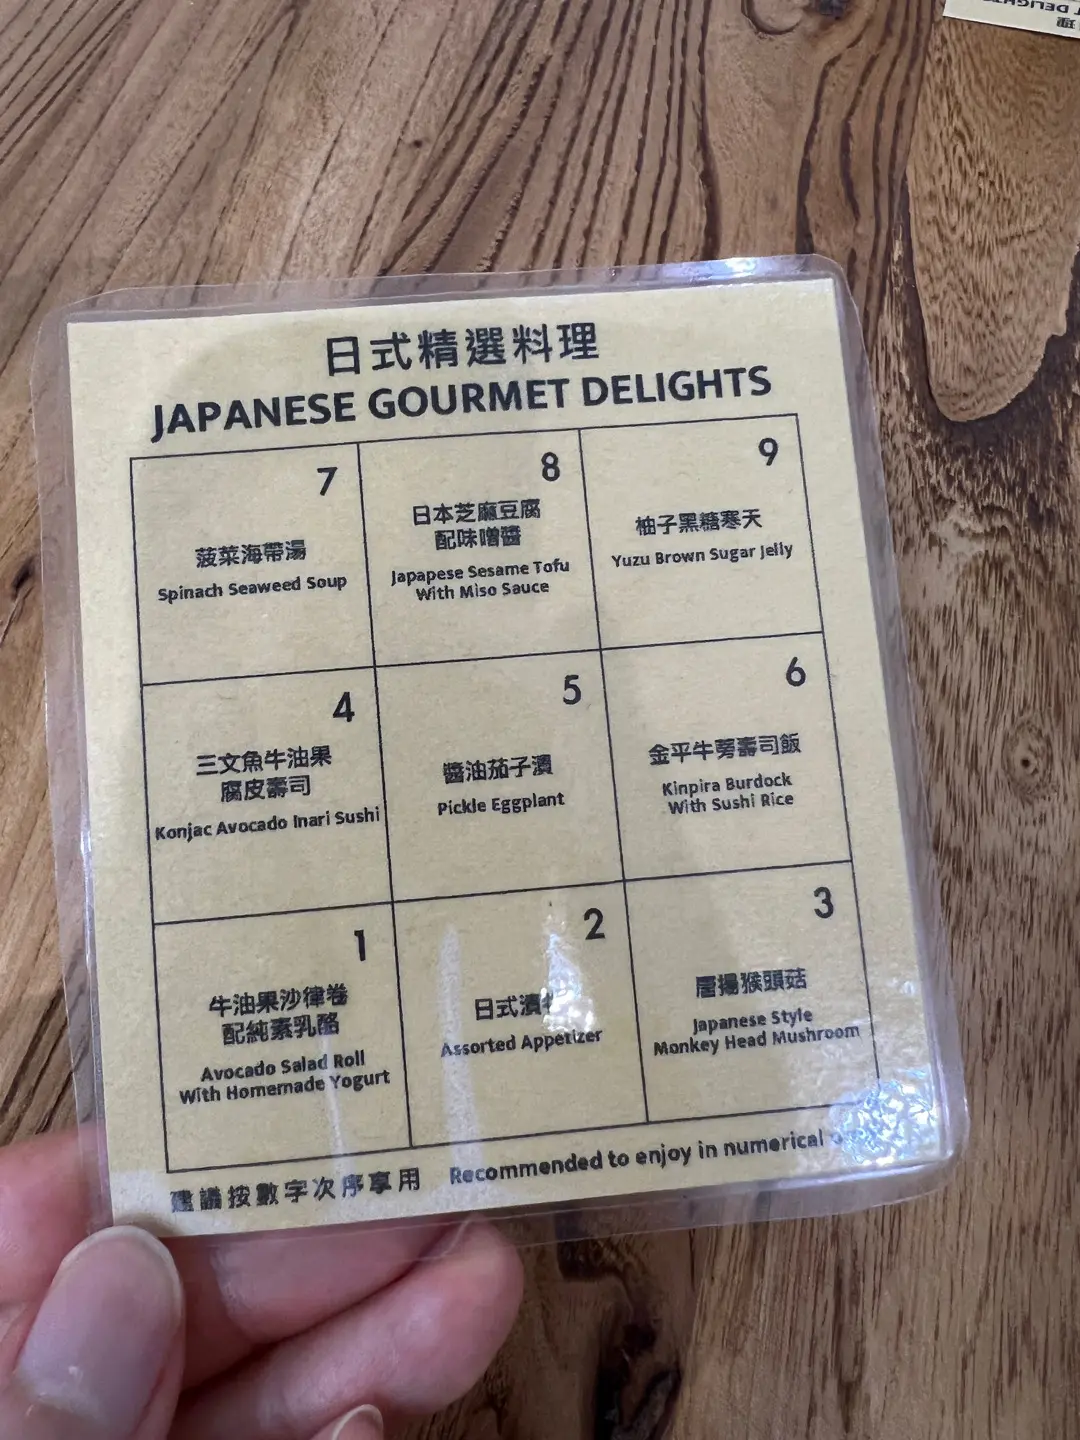 日式精選料理
JAPANESE GOURMET DELIGHTS
7
菠菜海帶湯
Spinach Seaweed Soup
8
日本芝麻豆腐
配味噌醬
Japapese Sesame Tofu
With Miso Sauce
9
柚子黑糖寒天
Yuzu Brown Sugar Jelly
4
三文魚牛油果
腐皮壽司
Konjac Avocado Inari Sushi
5
醬油茄子漬
Pickle Eggplant
6
金平牛蒡壽司飯
Kinpira Burdock
With Sushi Rice
1
牛油果沙律卷
配純素乳酪
Avocado Salad Roll
With Homemade Yogurt
2
日式漬
Assorted Appetizer
3
唐揚猴頭菇
Japanese Style
Monkey Head Mushroom
建議按數字次序享用 Recommended to enjoy in numerical